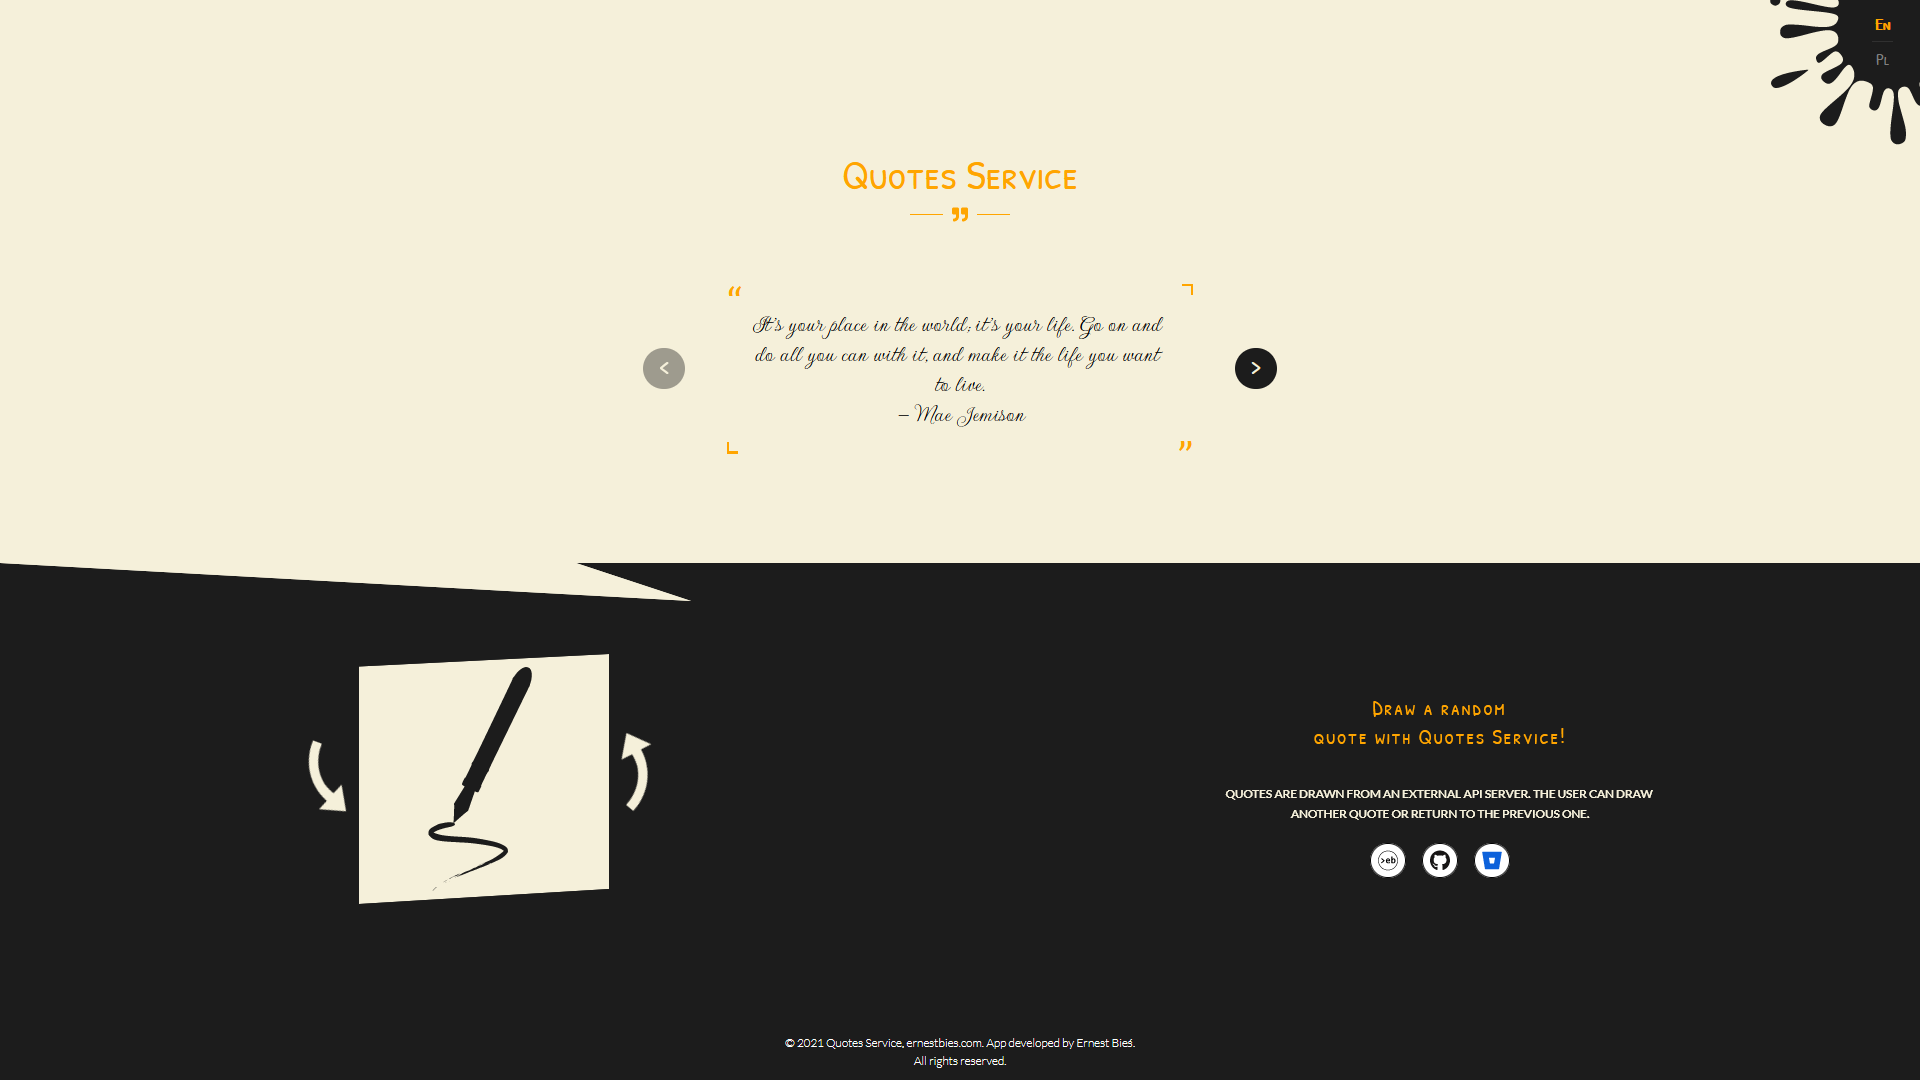 En
Pl
Quotes Service
It's your place in the world; it's your life. Go on and
do all you can with it, and make it the life you want
to live.
– Mae Jemison
Draw a random
quote with Quotes Service!
QUOTES ARE DRAWN FROM AN EXTERNAL API SERVER. THE USER CAN DRAW
ANOTHER QUOTE OR RETURN TO THE PREVIOUS ONE.
>eb
© 2021 Quotes Service, ernestbies.com. App developed by Ernest Bieś.
All rights reserved.